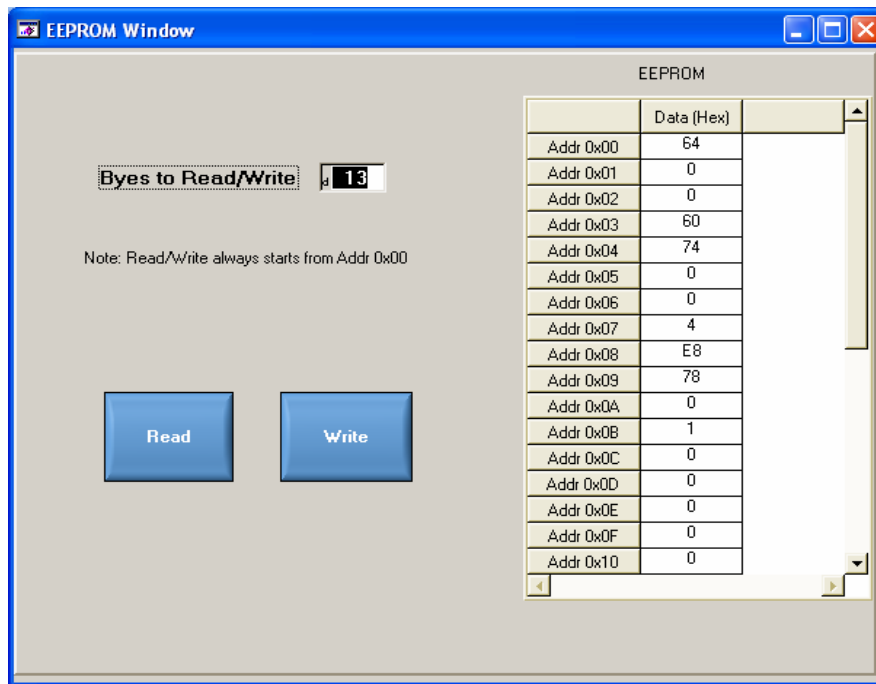 EEPROM Window
EEPROM
Data (Hex)
Byes to Read/Write d 13
Note: Read/Write always starts from Addr 0x00
Read Write
Addr 0x00 64
Addr 0x01 0
Addr 0x02 0
Addr 0x03 60
Addr 0x04 74
Addr 0x05 0
Addr 0x06 0
Addr 0x07 4
Addr 0x08 E8
Addr 0x09 78
Addr 0x0A 0
Addr 0x0B 1
Addr 0x0C 0
Addr 0x0D 0
Addr 0x0E 0
Addr 0x0F 0
Addr 0x10 0